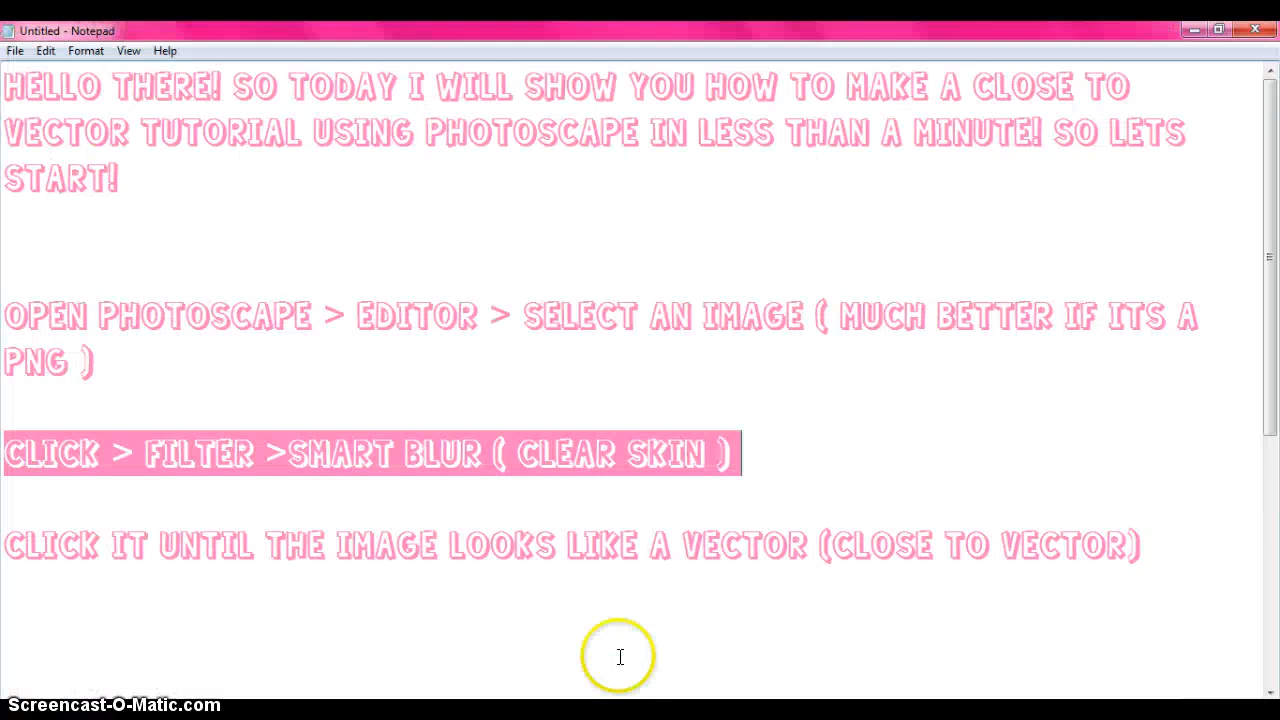 Untitled - Notepad
File Edit Format View Help
HELLO THERE! SO TODAY I WILL SHOW YOU HOW TO MAKE A CLOSE TO
VECTOR TUTORIAL USING PHOTOSCAPE IN LESS THAN A MINUTE! SO LETS
START!
OPEN PHOTOSCAPE > EDITOR > SELECT AN IMAGE ( MUCH BETTER IF ITS A
PNG )
CLICK > FILTER >SMART BLUR ( CLEAR SKIN )
CLICK IT UNTIL THE IMAGE LOOKS LIKE A VECTOR (CLOSE TO VECTOR)
Screencast-O-Matic.com